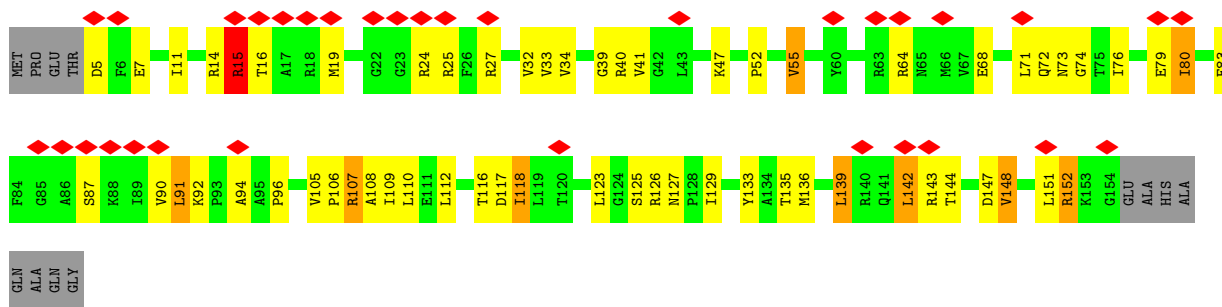 MET PRO GLU THR D5 F6 E7 I11 R14 R15 T16 A17 R18 M19 G22 G23 R24 R25 F26 R27 V32 V33 V34 G39 R40 V41 G42 L43 K47 P52 V55 Y60 R63 R64 N65 M66 V67 E68 L71 Q72 N73 G74 T75 I76 E79 I80
F84 G85 A86 S87 K88 I89 V90 L91 K92 P93 A94 A95 P96 V105 P106 R107 A108 I109 L110 E111 L112 T116 D117 I118 L119 T120 L123 G124 S125 R126 N127 P128 I129 Y133 A134 T135 M136 L139 R140 Q141 L142 R143 T144 D147 V148 L151 R152 K153 G154 GLU ALA HIS ALA
GLN ALA GLN GLY